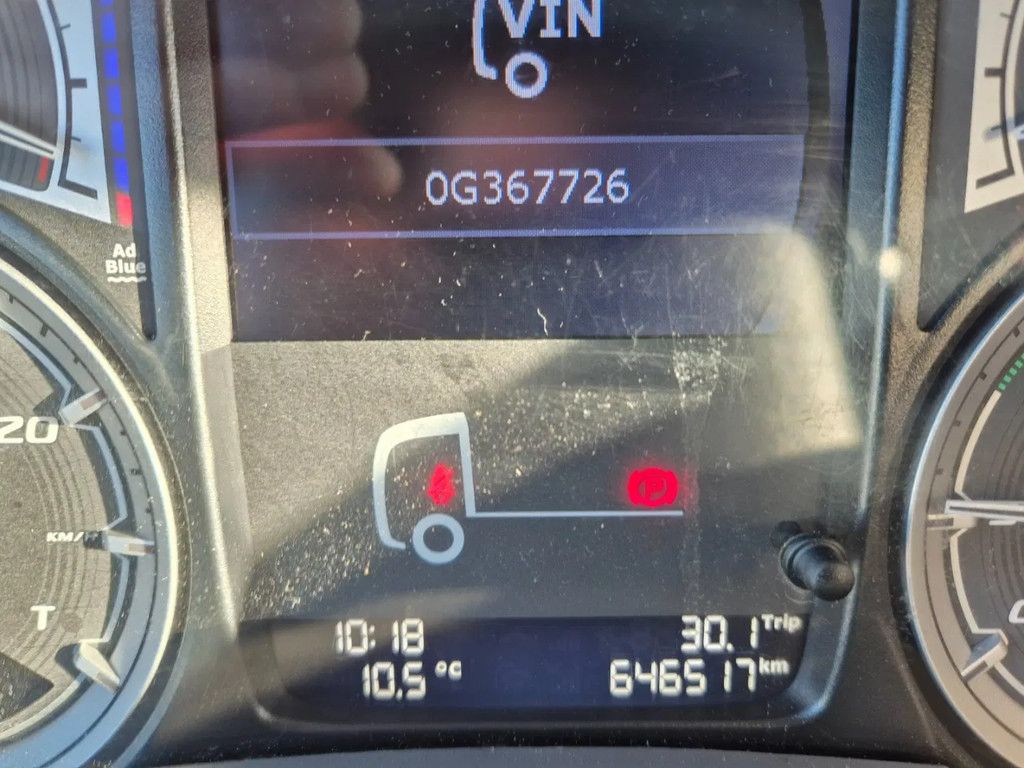 VIN
0G367726
Ad
Blue
20
KM/
T
P
10:18
30.1 Trip
10.5 °C
646517 km